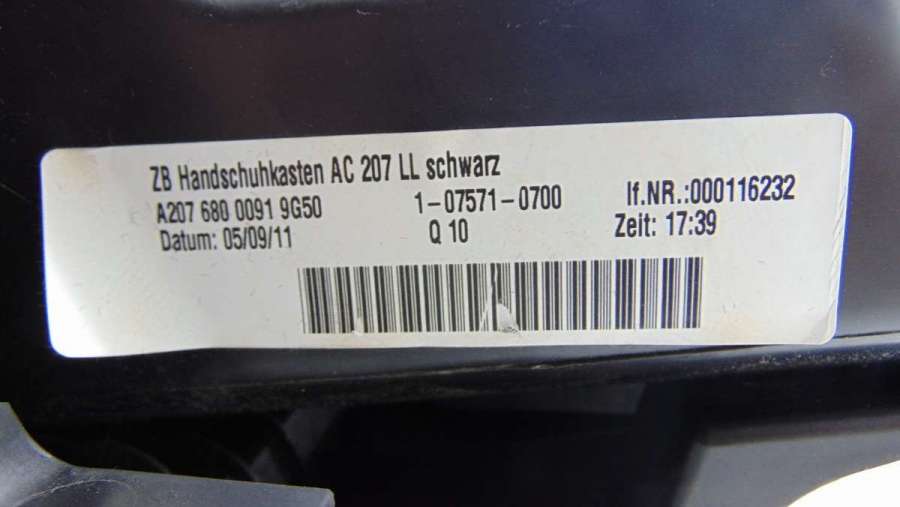 ZB Handschuhkasten AC 207 LL schwarz
A207 680 0091 9G50 1-07571-0700 lf.NR.:000116232
Datum: 05/09/11 Q 10 Zeit: 17:39